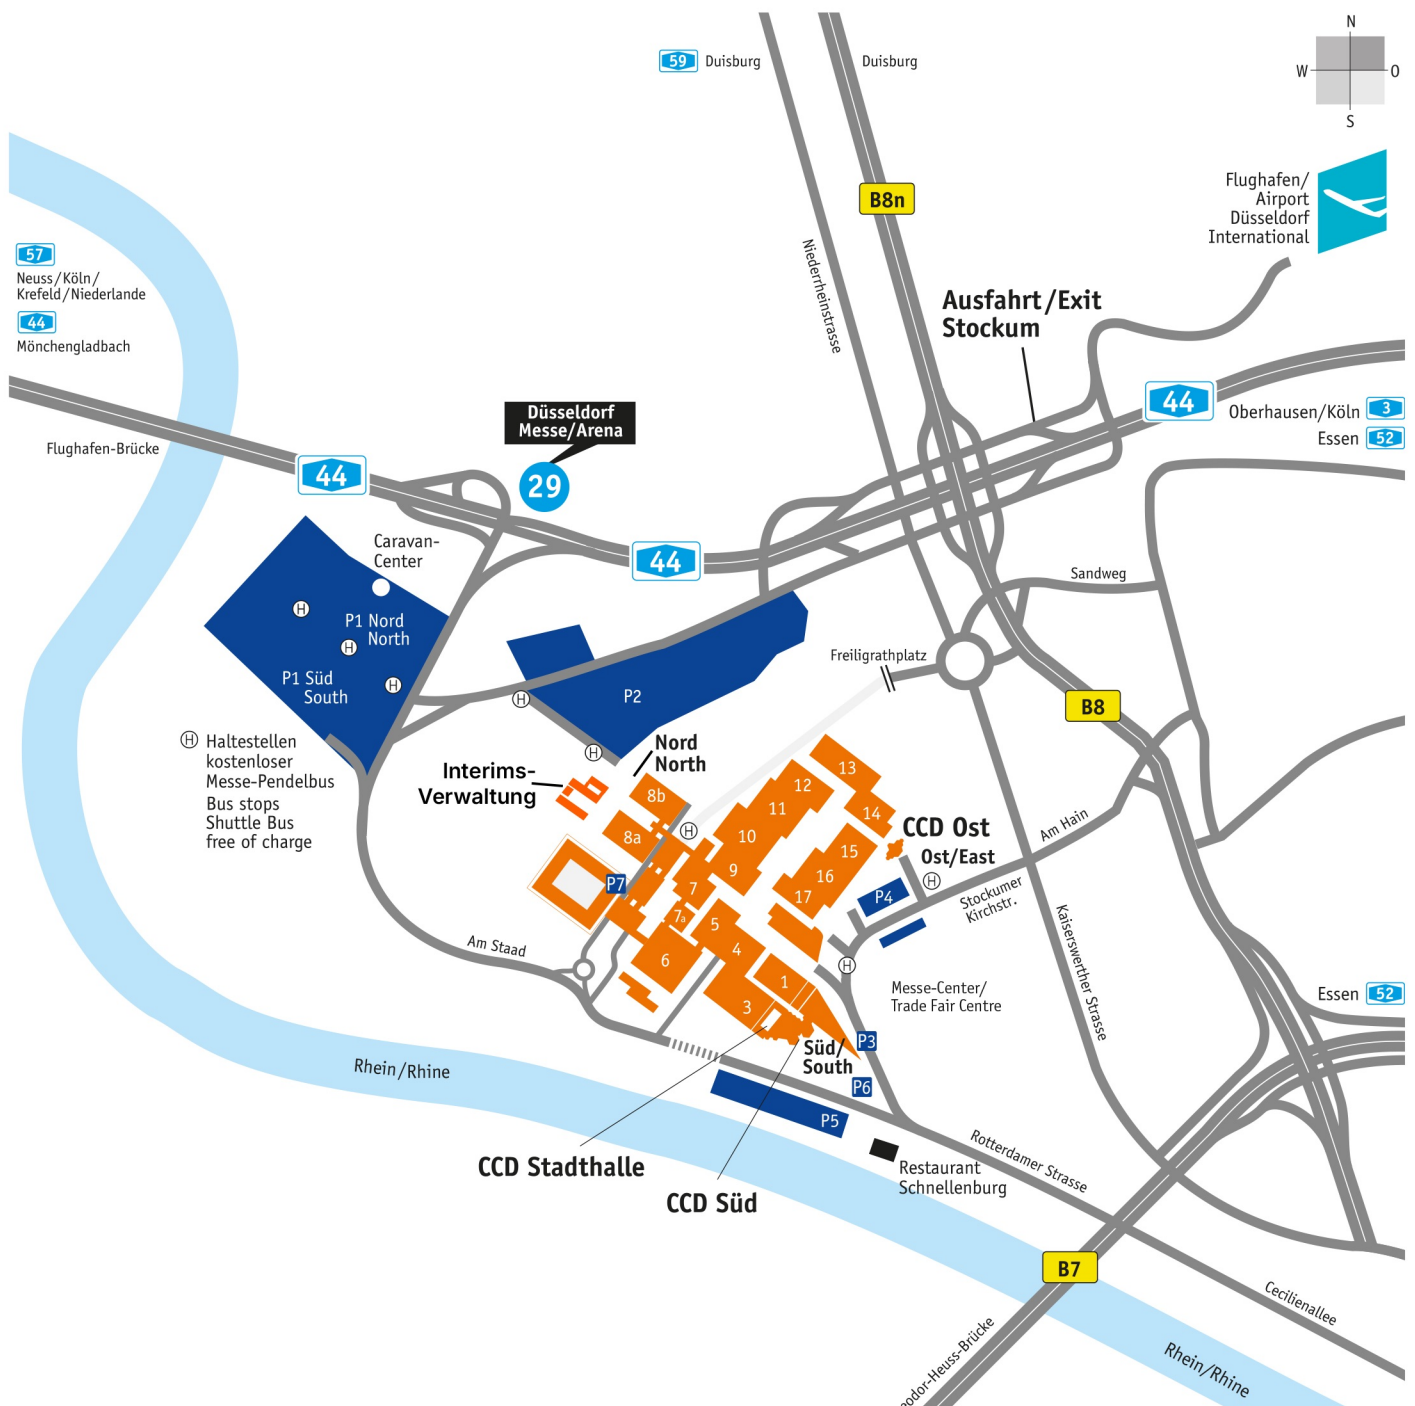 N
W
O
S
59 Duisburg
Duisburg
B8n
Flughafen/
Airport
Düsseldorf
International
57
Neuss/Köln/
Krefeld/Niederlande
44
Mönchengladbach
Niederrheinstrasse
Ausfahrt/Exit
Stockum
44
Oberhausen/Köln 3
Essen 52
Düsseldorf
Messe/Arena
29
Flughafen-Brücke
44
44
Caravan-
Center
Sandweg
H
P1 Nord
North
H
P1 Süd
South
H
Freiligrathplatz
P2
H
B8
H Haltestellen
kostenloser
Messe-Pendelbus
Bus stops
Shuttle Bus
free of charge
H
Nord
North
Interims-
Verwaltung
13
12
11
14
8b
10
8a
H
CCD Ost
Ost/East
H
Am Hain
15
9
16
P7
7
17
P4
Stockumer
Kirchstr.
7a
5
4
6
Am Staad
1
3
H
Kaiserswerther Strasse
Messe-Center/
Trade Fair Centre
Essen 52
P3
Süd/
South
P6
Rhein/Rhine
P5
CCD Stadthalle
CCD Süd
Restaurant
Schnellenburg
Rotterdamer Strasse
B7
Cecilienallee
eodor-Heuss-Brücke
Rhein/Rhine